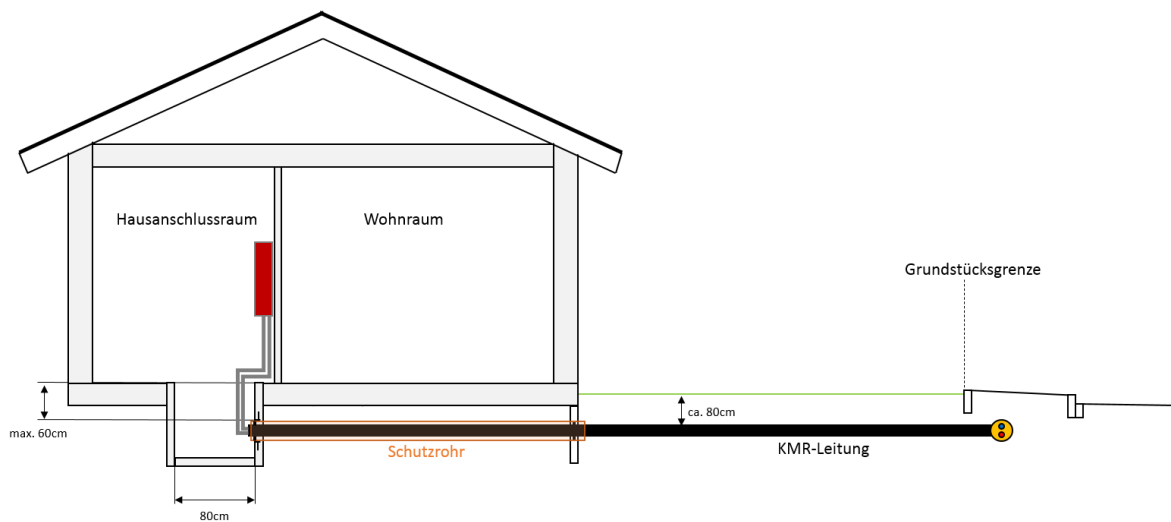 Hausanschlussraum
Wohnraum
Grundstücksgrenze
max. 60cm
ca. 80cm
Schutzrohr
KMR-Leitung
80cm